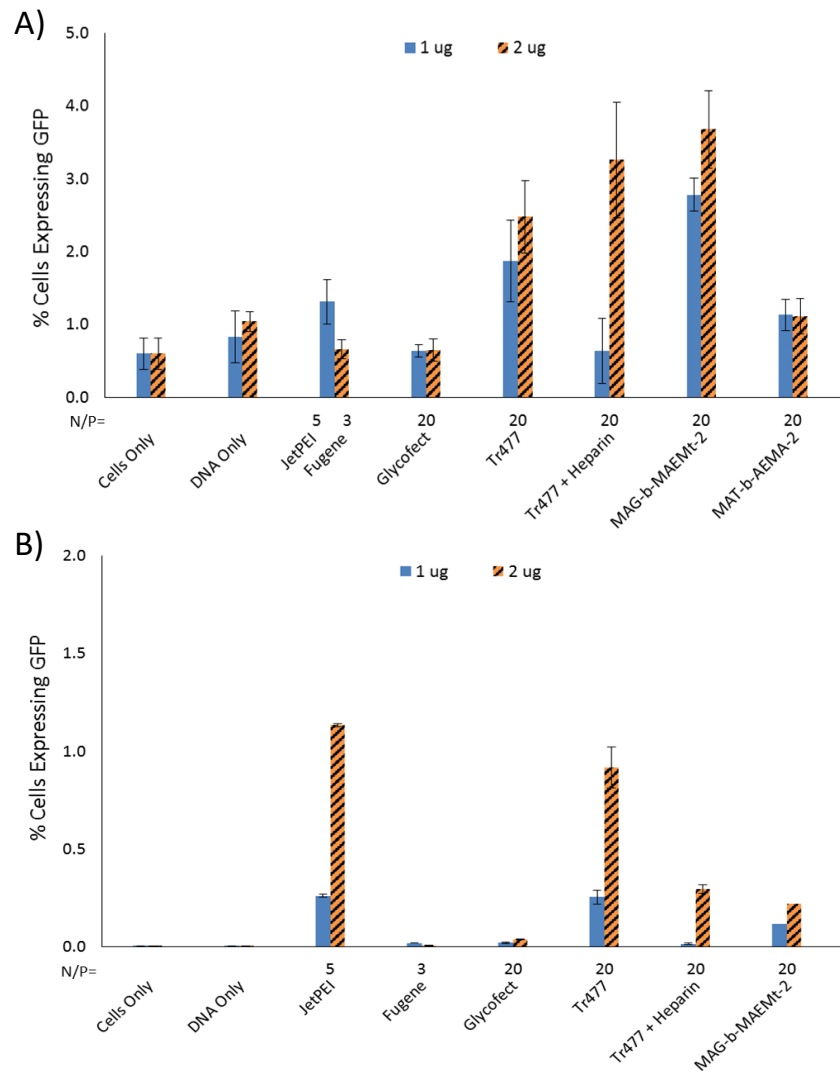 A)
5.0
1 ug 2 ug
4.0
3.0
2.0
1.0
0.0
% Cells Expressing GFP
N/P= 5 3 20 20 20 20 20
Cells Only
DNA Only
JetPEI
Fugene
Glycofect
Tr477
Tr477 + Heparin
MAG-b-MAEMt-2
MAT-b-AEMA-2
B)
2.0
1 ug 2 ug
1.5
1.0
0.5
0.0
% Cells Expressing GFP
N/P= 5 3 20 20 20 20
Cells Only
DNA Only
JetPEI
Fugene
Glycofect
Tr477
Tr477 + Heparin
MAG-b-MAEMt-2